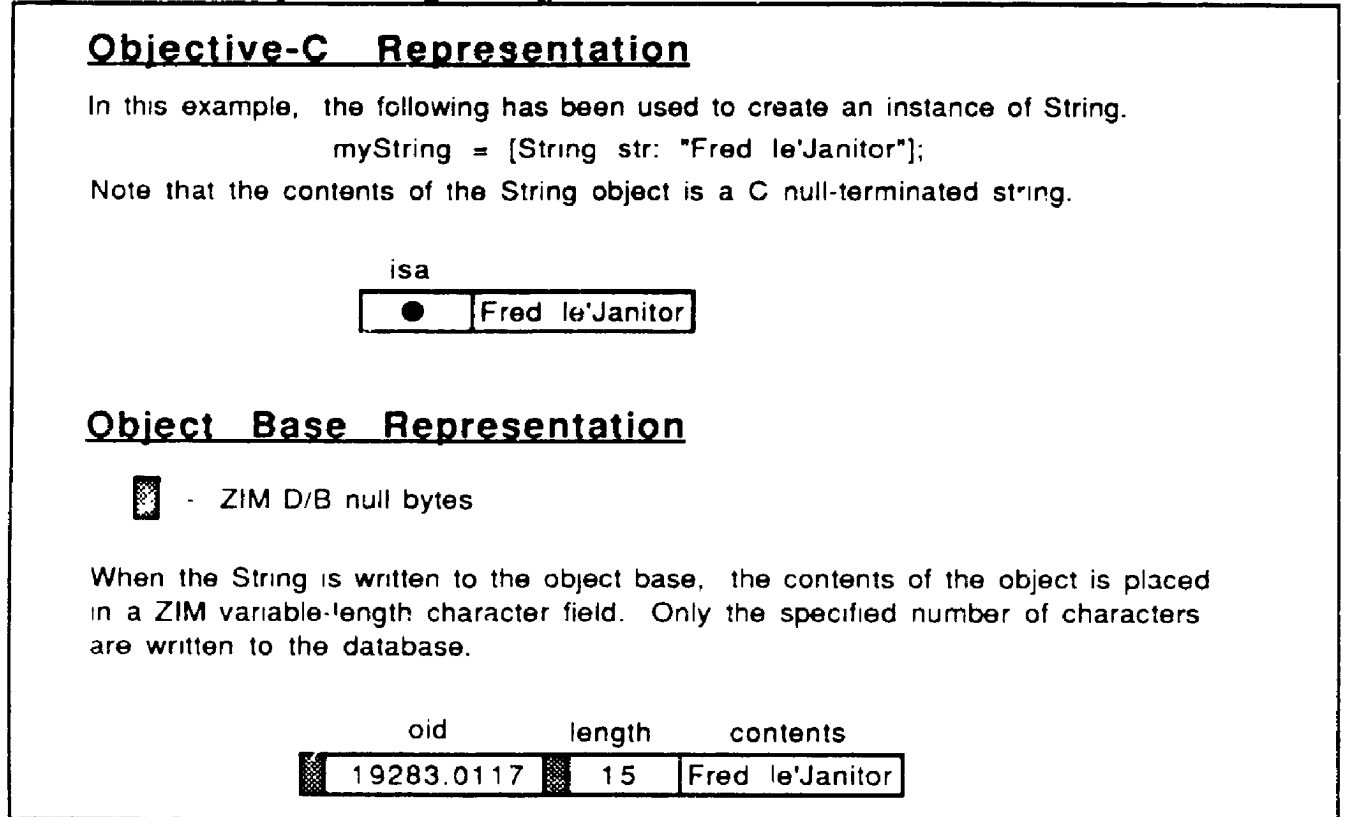 Objective-C Representation
In this example, the following has been used to create an instance of String.
myString = [String str: "Fred le'Janitor"];
Note that the contents of the String object is a C null-terminated string.
isa
Fred le'Janitor
Object Base Representation
- ZIM D/B null bytes
When the String is written to the object base, the contents of the object is placed
in a ZIM variable-length character field. Only the specified number of characters
are written to the database.
oid length contents
19283.0117 15 Fred le'Janitor